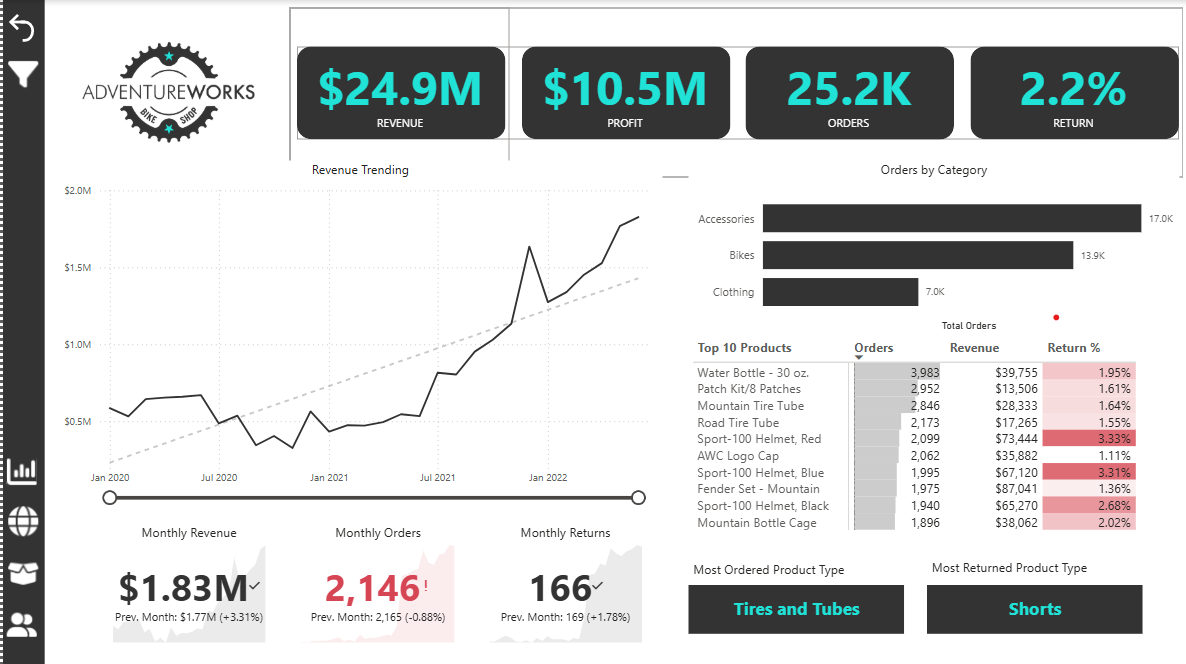 ADVENTUREWORKS
BIKE SHOP
$24.9M
REVENUE
$10.5M
PROFIT
25.2K
ORDERS
2.2%
RETURN
Revenue Trending
$2.0M
$1.5M
$1.0M
$0.5M
Jan 2020 Jul 2020 Jan 2021 Jul 2021 Jan 2022
Orders by Category
Accessories 17.0K
Bikes 13.9K
Clothing 7.0K
Total Orders
Top 10 Products Orders Revenue Return %
Water Bottle - 30 oz. 3,983 $39,755 1.95%
Patch Kit/8 Patches 2,952 $13,506 1.61%
Mountain Tire Tube 2,846 $28,333 1.64%
Road Tire Tube 2,173 $17,265 1.55%
Sport-100 Helmet, Red 2,099 $73,444 3.33%
AWC Logo Cap 2,062 $35,882 1.11%
Sport-100 Helmet, Blue 1,995 $67,120 3.31%
Fender Set - Mountain 1,975 $87,041 1.36%
Sport-100 Helmet, Black 1,940 $65,270 2.68%
Mountain Bottle Cage 1,896 $38,062 2.02%
Monthly Revenue
$1.83M
Prev. Month: $1.77M (+3.31%)
Monthly Orders
2,146!
Prev. Month: 2,165 (-0.88%)
Monthly Returns
166
Prev. Month: 169 (+1.78%)
Most Ordered Product Type
Tires and Tubes
Most Returned Product Type
Shorts